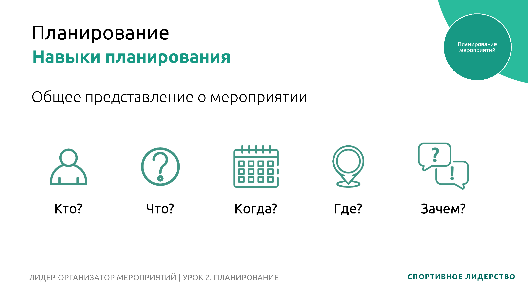 Планирование
Навыки планирования
Планирование
мероприятий
Общее представление о мероприятии
?
? !
Кто?
Что?
Когда?
Где?
Зачем?
ЛИДЕР-ОРГАНИЗАТОР МЕРОПРИЯТИЙ | УРОК 2. ПЛАНИРОВАНИЕ
СПОРТИВНОЕ ЛИДЕРСТВО